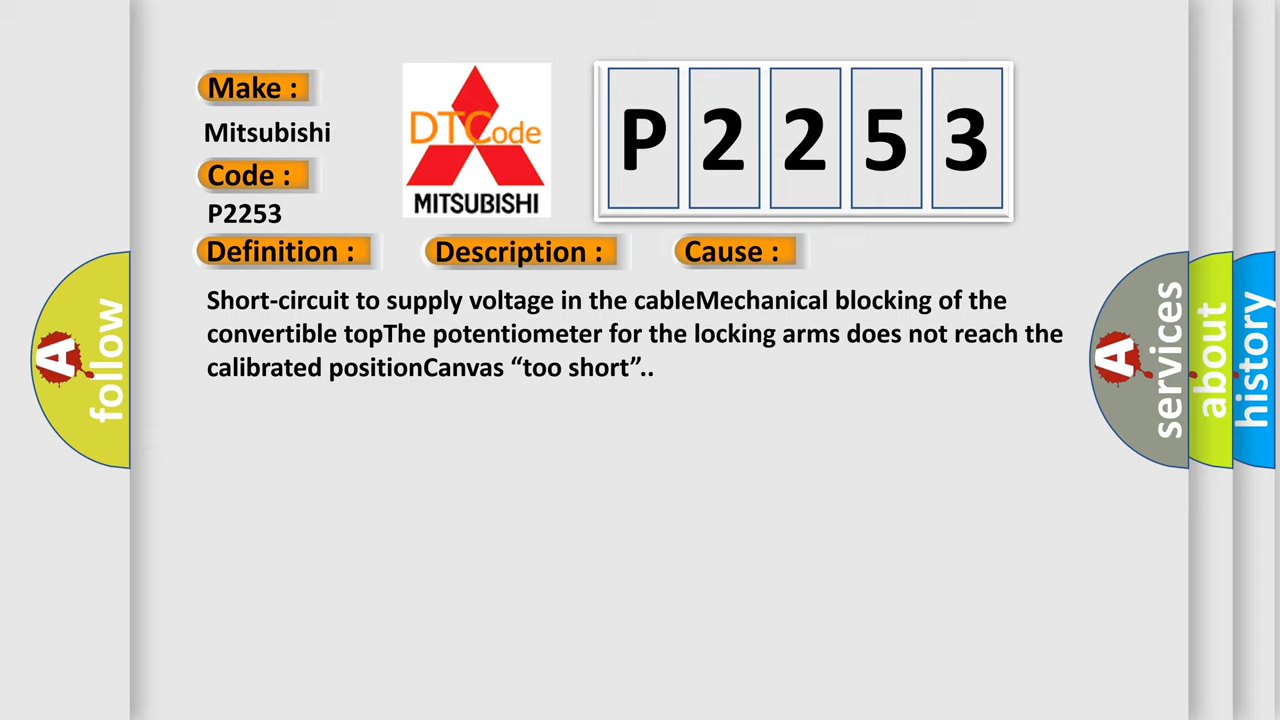 Make :
Mitsubishi
Code :
P2253
DTCode
MITSUBISHI
P 2 2 5 3
Definition :
Description :
Cause :
Short-circuit to supply voltage in the cableMechanical blocking of the
convertible topThe potentiometer for the locking arms does not reach the
calibrated positionCanvas “too short”..
A follow
A services
about
history